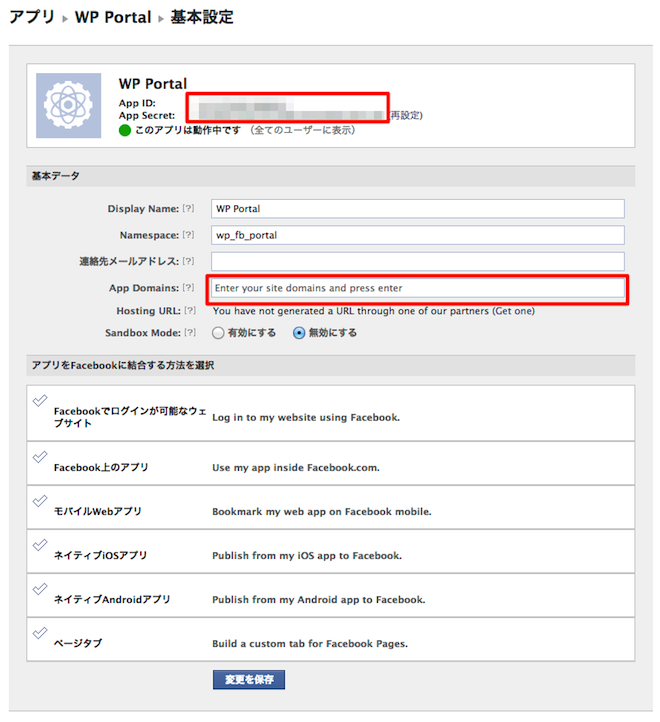 アプリ ▸ WP Portal ▸ 基本設定
WP Portal
App ID:
App Secret: (再設定)
このアプリは動作中です (全てのユーザーに表示)
基本データ
Display Name: [?] WP Portal
Namespace: [?] wp_fb_portal
連絡先メールアドレス: [?]
App Domains: [?] Enter your site domains and press enter
Hosting URL: [?] You have not generated a URL through one of our partners (Get one)
Sandbox Mode: [?] 有効にする 無効にする
アプリをFacebookに結合する方法を選択
Facebookでログインが可能なウェ
ブサイト Log in to my website using Facebook.
Facebook上のアプリ Use my app inside Facebook.com.
モバイルWebアプリ Bookmark my web app on Facebook mobile.
ネイティブiOSアプリ Publish from my iOS app to Facebook.
ネイティブAndroidアプリ Publish from my Android app to Facebook.
ページタブ Build a custom tab for Facebook Pages.
変更を保存